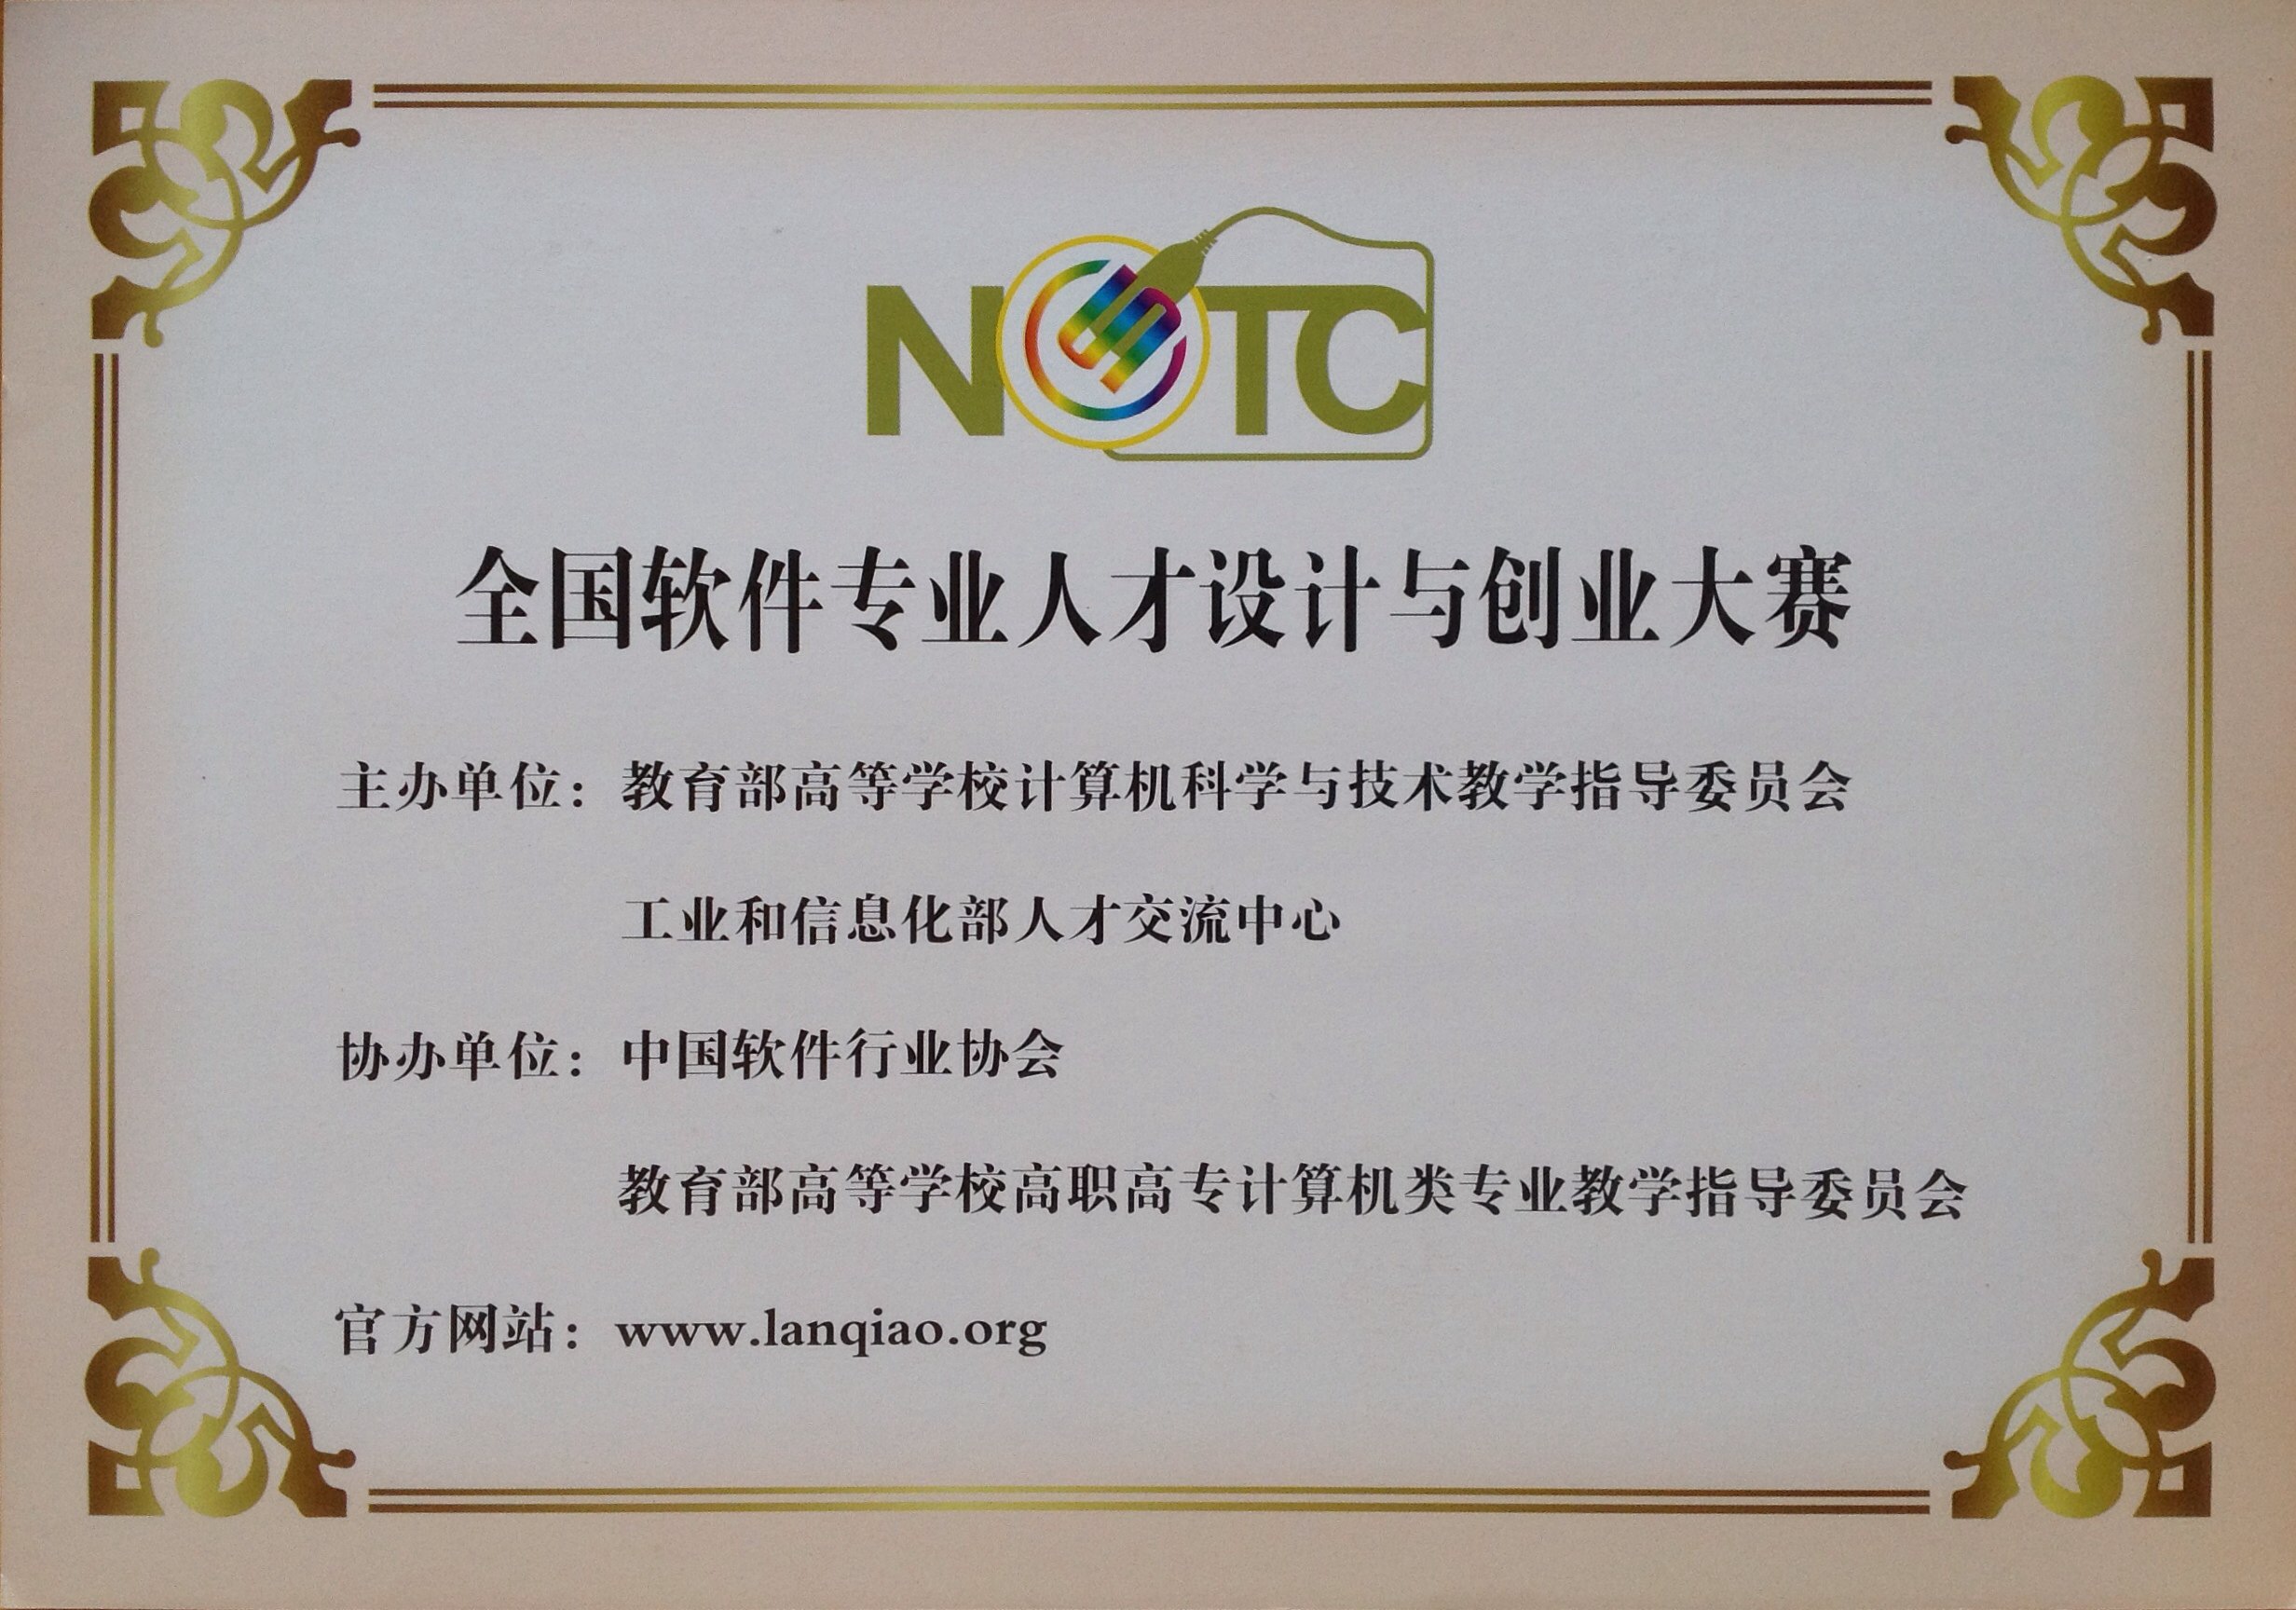 NOTC
全国软件专业人才设计与创业大赛
主办单位：教育部高等学校计算机科学与技术教学指导委员会
工业和信息化部人才交流中心
协办单位：中国软件行业协会
教育部高等学校高职高专计算机类专业教学指导委员会
官方网站：www.lanqiao.org